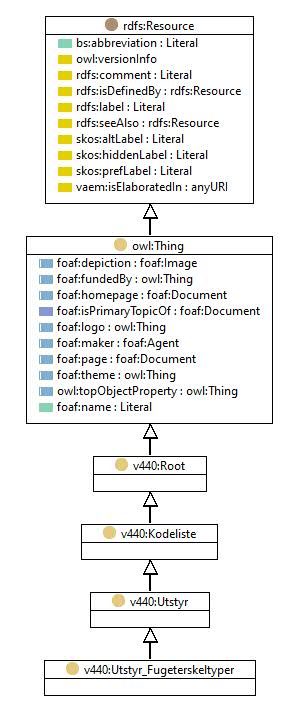 rdfs:Resource
bs:abbreviation : Literal
owl:versionInfo
rdfs:comment : Literal
rdfs:isDefinedBy : rdfs:Resource
rdfs:label : Literal
rdfs:seeAlso : rdfs:Resource
skos:altLabel : Literal
skos:hiddenLabel : Literal
skos:prefLabel : Literal
vaem:isElaboratedIn : anyURI
owl:Thing
foaf:depiction : foaf:Image
foaf:fundedBy : owl:Thing
foaf:homepage : foaf:Document
foaf:isPrimaryTopicOf : foaf:Document
foaf:logo : owl:Thing
foaf:maker : foaf:Agent
foaf:page : foaf:Document
foaf:theme : owl:Thing
owl:topObjectProperty : owl:Thing
foaf:name : Literal
v440:Root
v440:Kodeliste
v440:Utstyr
v440:Utstyr_Fugeterskeltyper